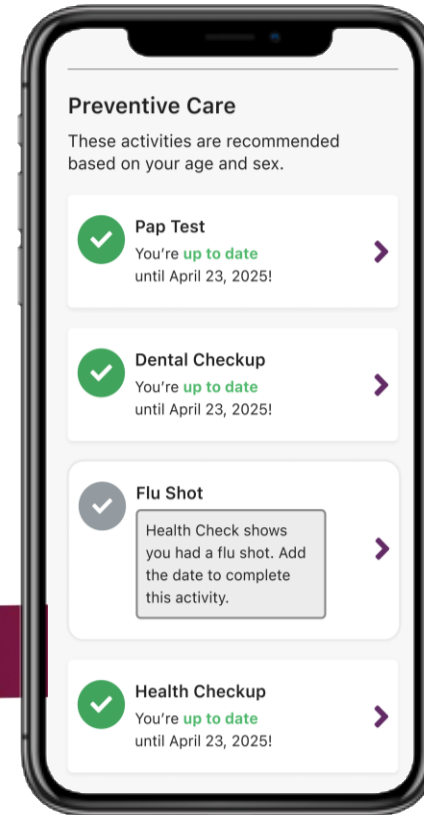 Preventive Care
These activities are recommended
based on your age and sex.
Pap Test
You're up to date
until April 23, 2025!
Dental Checkup
You're up to date
until April 23, 2025!
Flu Shot
Health Check shows
you had a flu shot. Add
the date to complete
this activity.
Health Checkup
You're up to date
until April 23, 2025!